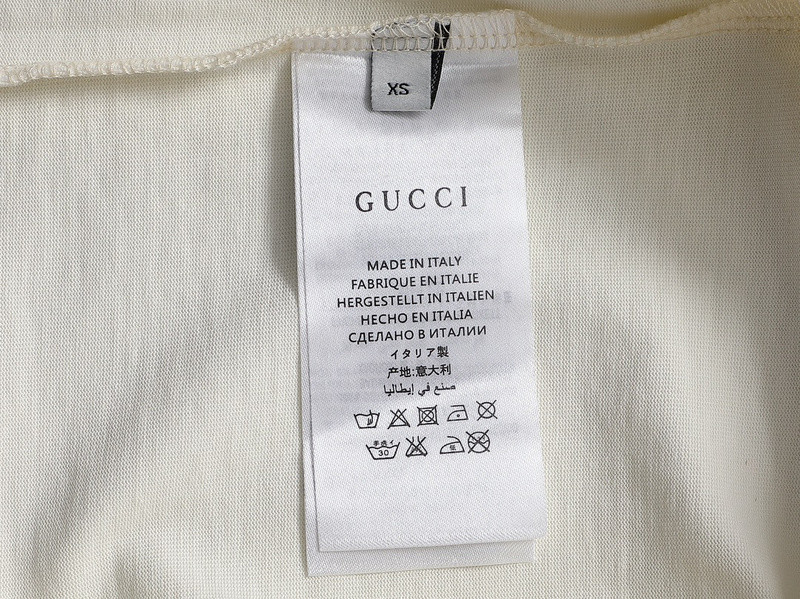 XS
GUCCI
MADE IN ITALY
FABRIQUE EN ITALIE
HERGESTELLT IN ITALIEN
HECHO EN ITALIA
СДЕЛАНО В ИТАЛИИ
イタリア製
产地:意大利
صنع في إيطاليا
30